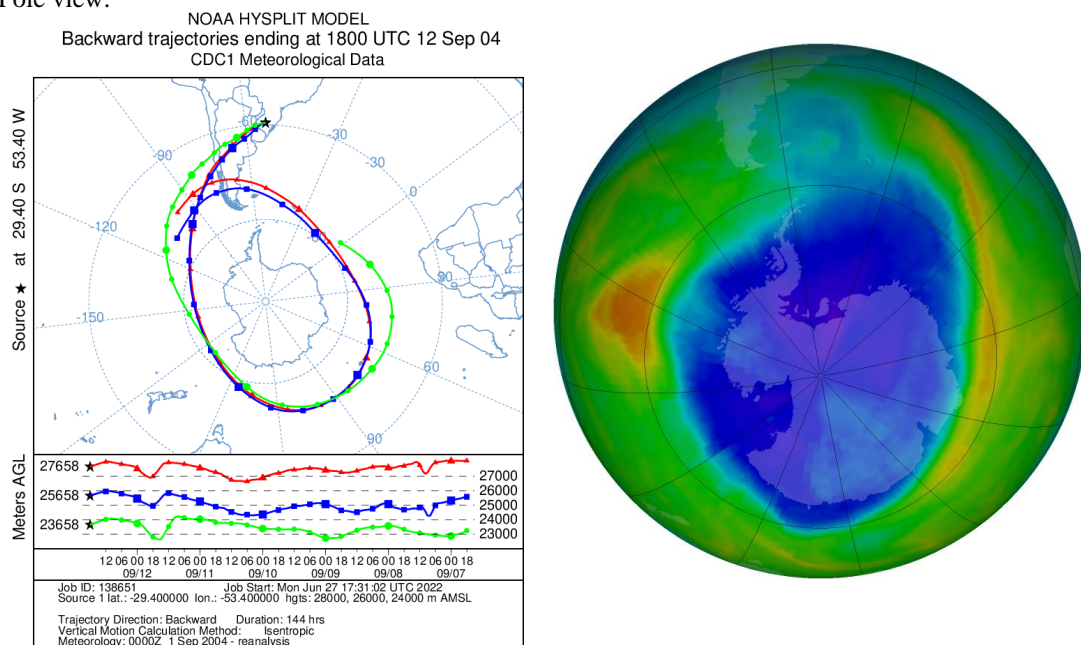 Pole view.
NOAA HYSPLIT MODEL
Backward trajectories ending at 1800 UTC 12 Sep 04
CDC1 Meteorological Data
Source ★ at 29.40 S 53.40 W
-60
-90
-30
-30
0
-120
-60
90
-150
60
90
Meters AGL
27658
27000
26000
25658
25000
24000
23658
23000
12 06 00 18 12 06 00 18 12 06 00 18 12 06 00 18 12 06 00 18 12 06 00 18
09/12 09/11 09/10 09/09 09/08 09/07
Job ID: 138651 Job Start: Mon Jun 27 17:31:02 UTC 2022
Source 1 lat.: -29.400000 lon.: -53.400000 hgts: 28000, 26000, 24000 m AMSL
Trajectory Direction: Backward Duration: 144 hrs
Vertical Motion Calculation Method: Isentropic
Meteorology: 0000Z 1 Sep 2004 - reanalysis